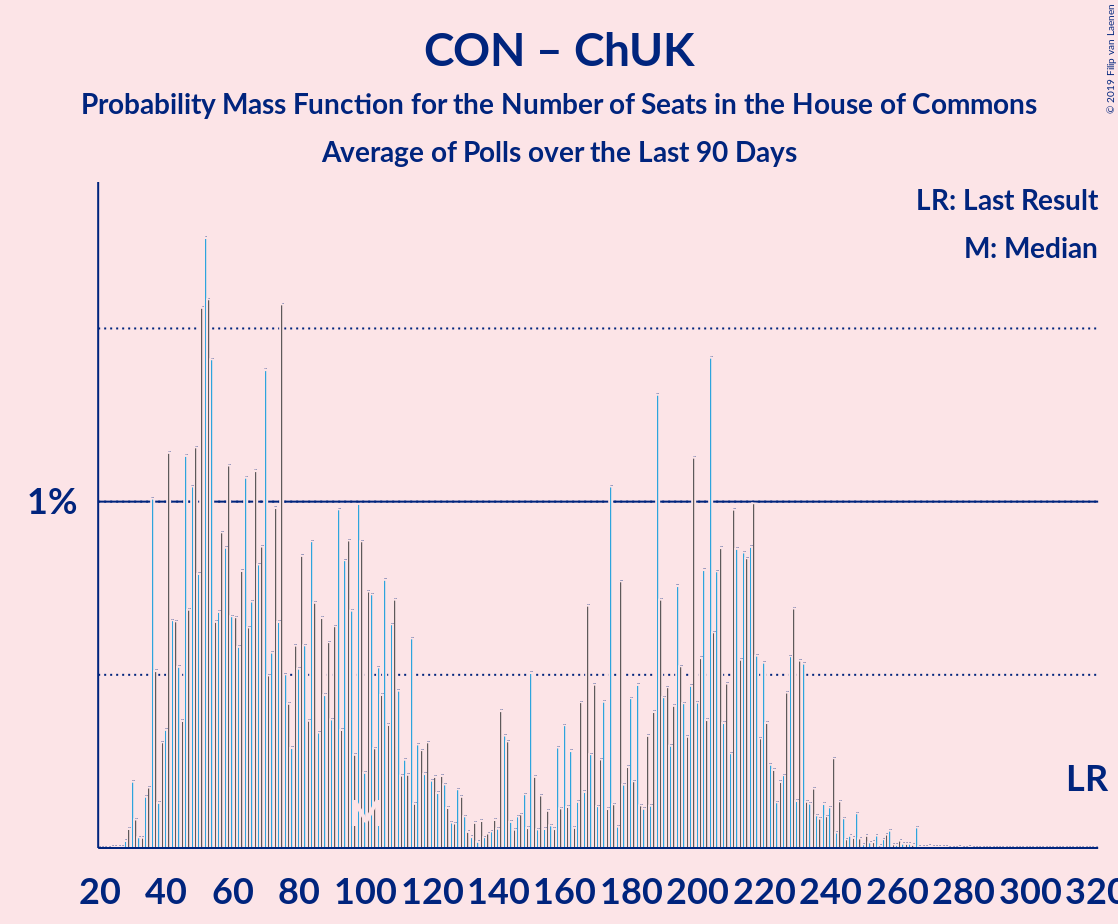 CON – ChUK
Probability Mass Function for the Number of Seats in the House of Commons
Average of Polls over the Last 90 Days
© 2019 Filip van Laenen
LR: Last Result
M: Median
1%
M
LR
20 40 60 80 100 120 140 160 180 200 220 240 260 280 300 320